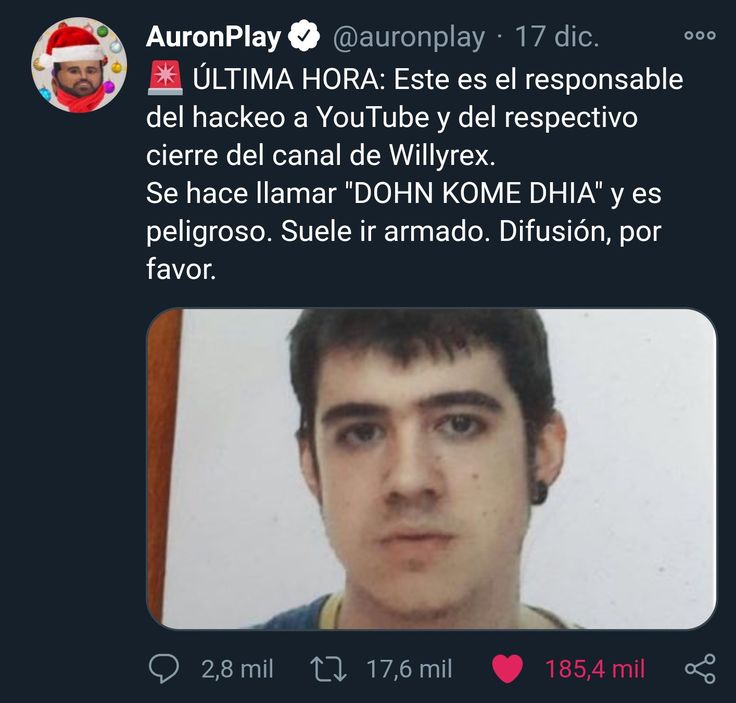 AuronPlay @auronplay · 17 dic.
🚨 ÚLTIMA HORA: Este es el responsable
del hackeo a YouTube y del respectivo
cierre del canal de Willyrex.
Se hace llamar "DOHN KOME DHIA" y es
peligroso. Suele ir armado. Difusión, por
favor.
2,8 mil 17,6 mil 185,4 mil